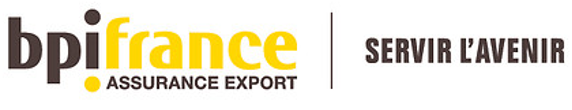 bpifrance
ASSURANCE EXPORT
SERVIR L'AVENIR